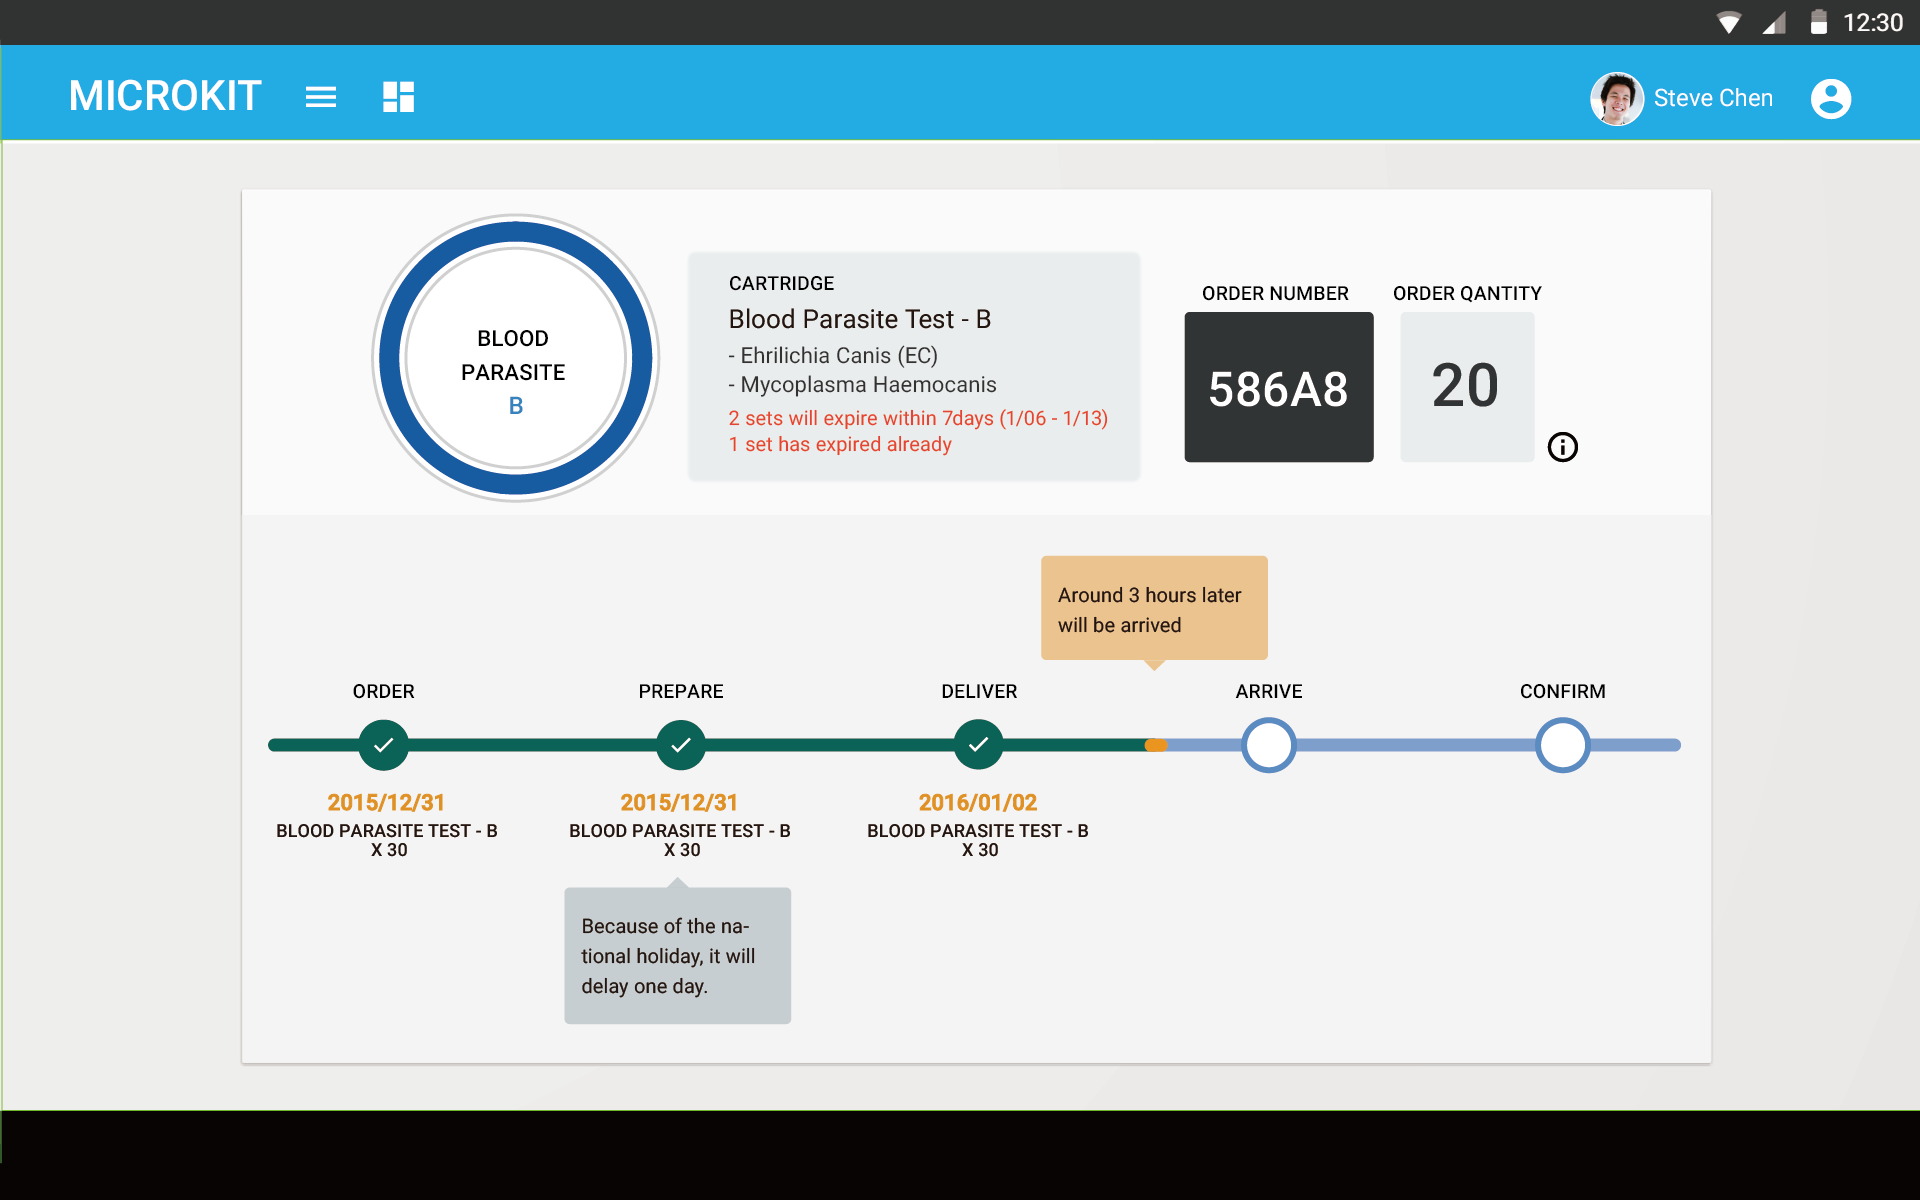 12:30
MICROKIT
Steve Chen
BLOOD
PARASITE
B
CARTRIDGE
Blood Parasite Test - B
- Ehrilichia Canis (EC)
- Mycoplasma Haemocanis
2 sets will expire within 7days (1/06 - 1/13)
1 set has expired already
ORDER NUMBER
586A8
ORDER QANTITY
20
Around 3 hours later
will be arrived
ORDER
PREPARE
DELIVER
ARRIVE
CONFIRM
2015/12/31
BLOOD PARASITE TEST - B
X 30
2015/12/31
BLOOD PARASITE TEST - B
X 30
2016/01/02
BLOOD PARASITE TEST - B
X 30
Because of the na-
tional holiday, it will
delay one day.